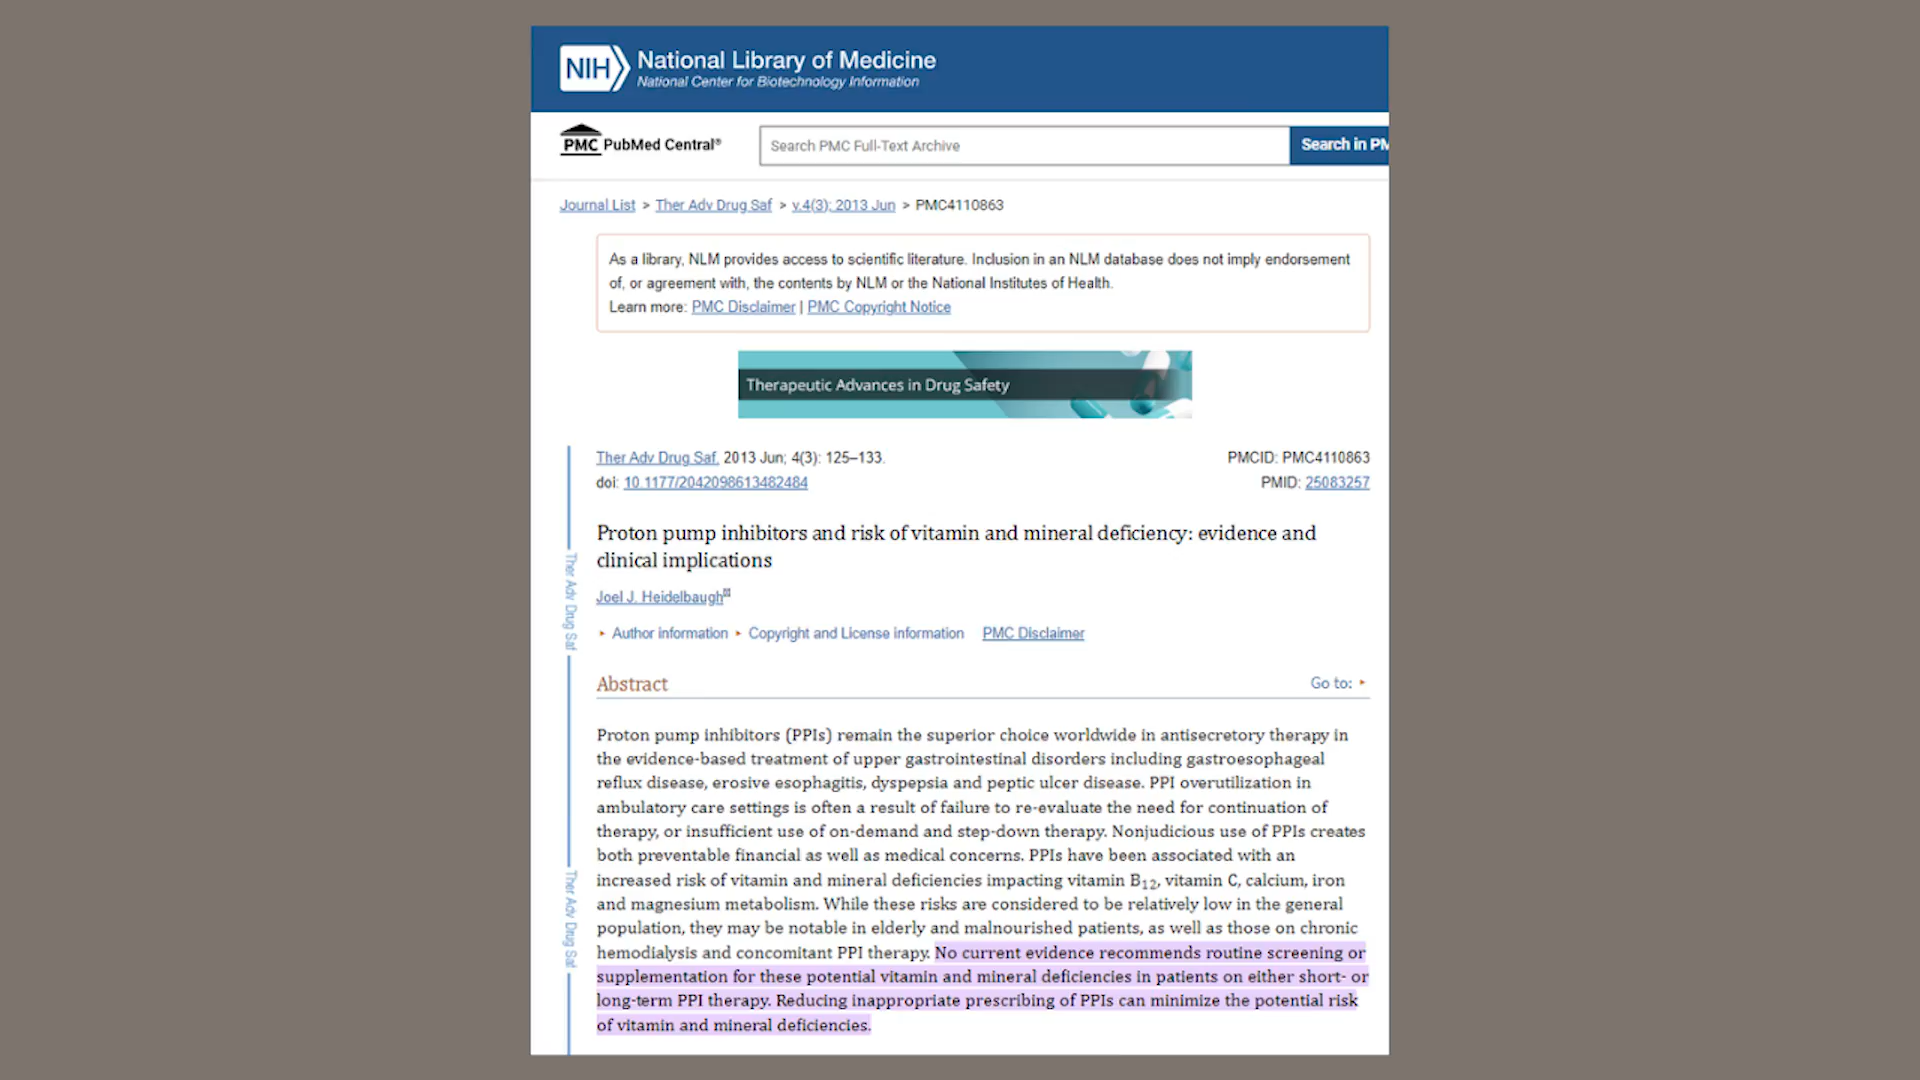 NIH National Library of Medicine
National Center for Biotechnology Information
PMC PubMed Central®
Search PMC Full-Text Archive
Search in PM
Journal List > Ther Adv Drug Saf > v.4(3); 2013 Jun > PMC4110863
As a library, NLM provides access to scientific literature. Inclusion in an NLM database does not imply endorsement
of, or agreement with, the contents by NLM or the National Institutes of Health.
Learn more: PMC Disclaimer | PMC Copyright Notice
Therapeutic Advances in Drug Safety
Ther Adv Drug Saf. 2013 Jun; 4(3): 125–133.
PMCID: PMC4110863
doi: 10.1177/2042098613482484
PMID: 25083257
Proton pump inhibitors and risk of vitamin and mineral deficiency: evidence and
clinical implications
Joel J. Heidelbaugh
▸ Author information ▸ Copyright and License information PMC Disclaimer
Abstract
Go to: ▸
Proton pump inhibitors (PPIs) remain the superior choice worldwide in antisecretory therapy in
the evidence-based treatment of upper gastrointestinal disorders including gastroesophageal
reflux disease, erosive esophagitis, dyspepsia and peptic ulcer disease. PPI overutilization in
ambulatory care settings is often a result of failure to re-evaluate the need for continuation of
therapy, or insufficient use of on-demand and step-down therapy. Nonjudicious use of PPIs creates
both preventable financial as well as medical concerns. PPIs have been associated with an
increased risk of vitamin and mineral deficiencies impacting vitamin B12, vitamin C, calcium, iron
and magnesium metabolism. While these risks are considered to be relatively low in the general
population, they may be notable in elderly and malnourished patients, as well as those on chronic
hemodialysis and concomitant PPI therapy. No current evidence recommends routine screening or
supplementation for these potential vitamin and mineral deficiencies in patients on either short- or
long-term PPI therapy. Reducing inappropriate prescribing of PPIs can minimize the potential risk
of vitamin and mineral deficiencies.
Ther Adv Drug Saf
Ther Adv Drug Saf